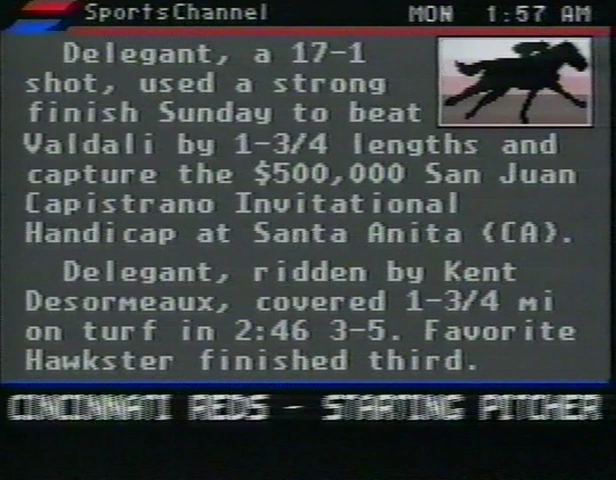 SportsChannel MON 1:57 AM
Delegant, a 17-1
shot, used a strong
finish Sunday to beat
Valdali by 1-3/4 lengths and
capture the $500,000 San Juan
Capistrano Invitational
Handicap at Santa Anita (CA).
Delegant, ridden by Kent
Desormeaux, covered 1-3/4 mi
on turf in 2:46 3-5. Favorite
Hawkster finished third.
CINCINNATI REDS - STARTING PITCHER